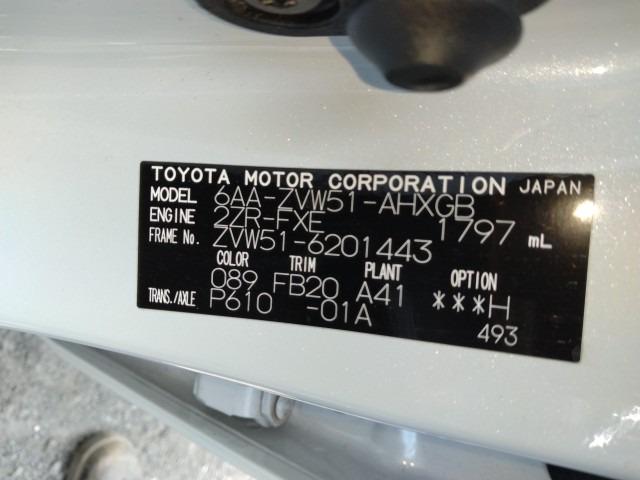 TOYOTA MOTOR CORPORATION JAPAN
MODEL 6AA-ZVW51-AHXGB
ENGINE 2ZR-FXE 1797 mL
FRAME No. ZVW51-6201443
COLOR TRIM PLANT OPTION
089 FB20 A41 ***H
TRANS./AXLE P610 -01A
493